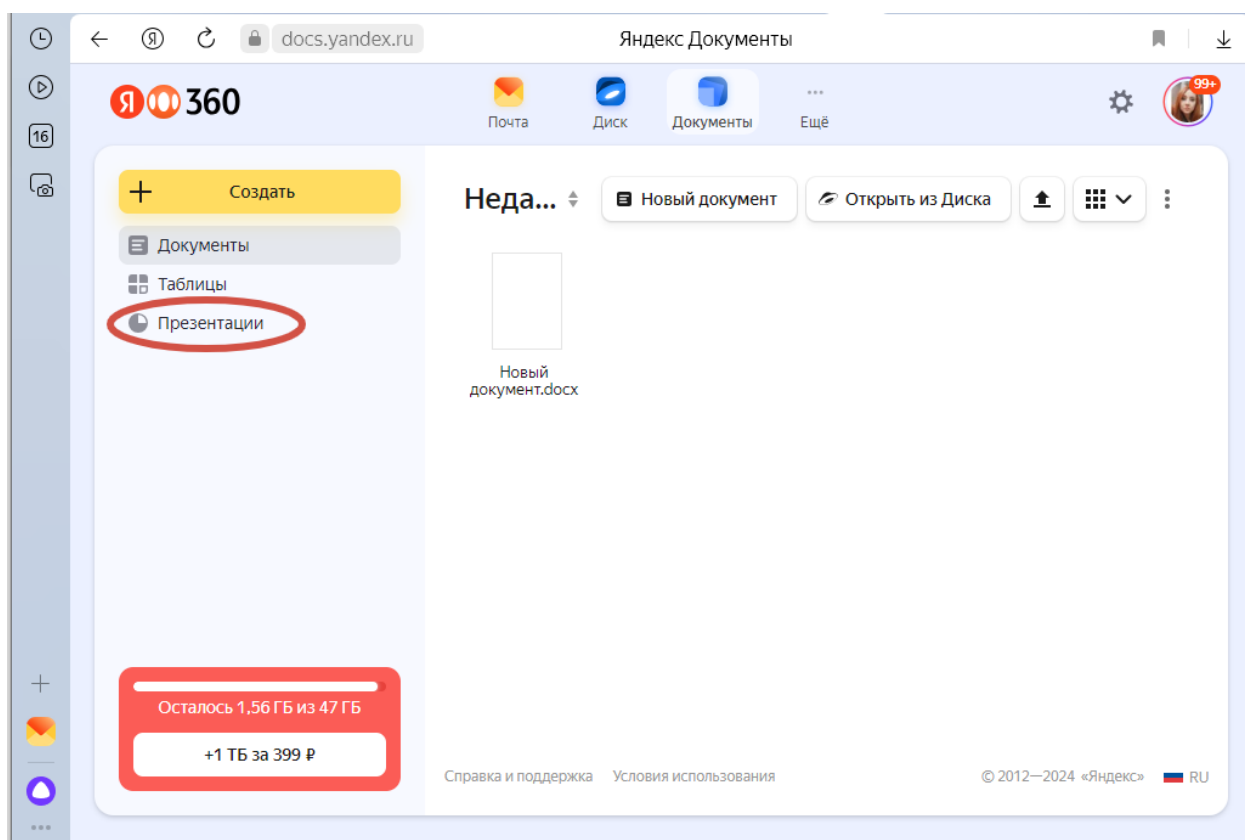 docs.yandex.ru Яндекс Документы
Я 360
Почта Диск Документы Ещё
99+
16
Создать
Документы
Таблицы
Презентации
Неда... Новый документ Открыть из Диска
Новый
документ.docx
Осталось 1,56 ГБ из 47 ГБ
+1 ТБ за 399 ₽
Справка и поддержка Условия использования © 2012—2024 «Яндекс» RU